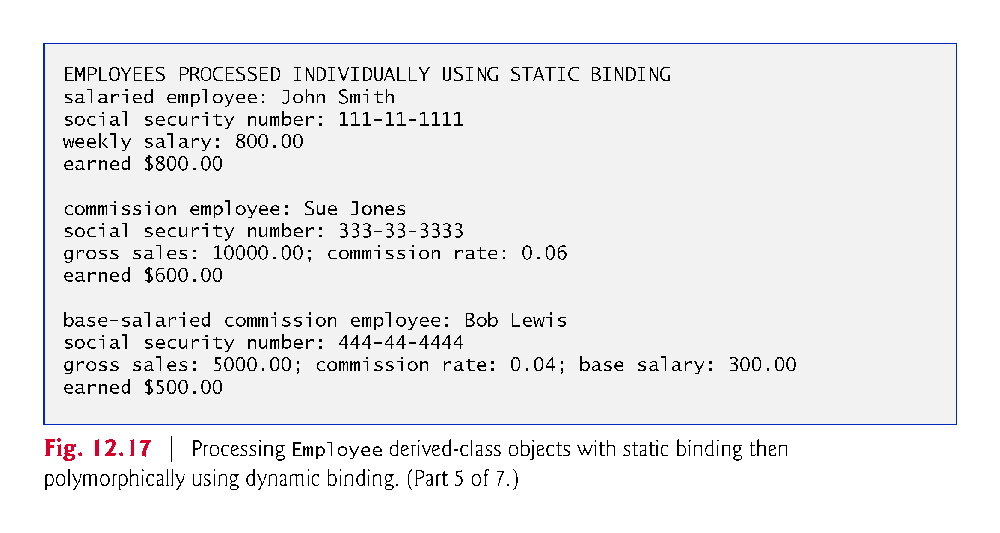 EMPLOYEES PROCESSED INDIVIDUALLY USING STATIC BINDING
salaried employee: John Smith
social security number: 111-11-1111
weekly salary: 800.00
earned $800.00
commission employee: Sue Jones
social security number: 333-33-3333
gross sales: 10000.00; commission rate: 0.06
earned $600.00
base-salaried commission employee: Bob Lewis
social security number: 444-44-4444
gross sales: 5000.00; commission rate: 0.04; base salary: 300.00
earned $500.00
Fig. 12.17 | Processing Employee derived-class objects with static binding then
polymorphically using dynamic binding. (Part 5 of 7.)